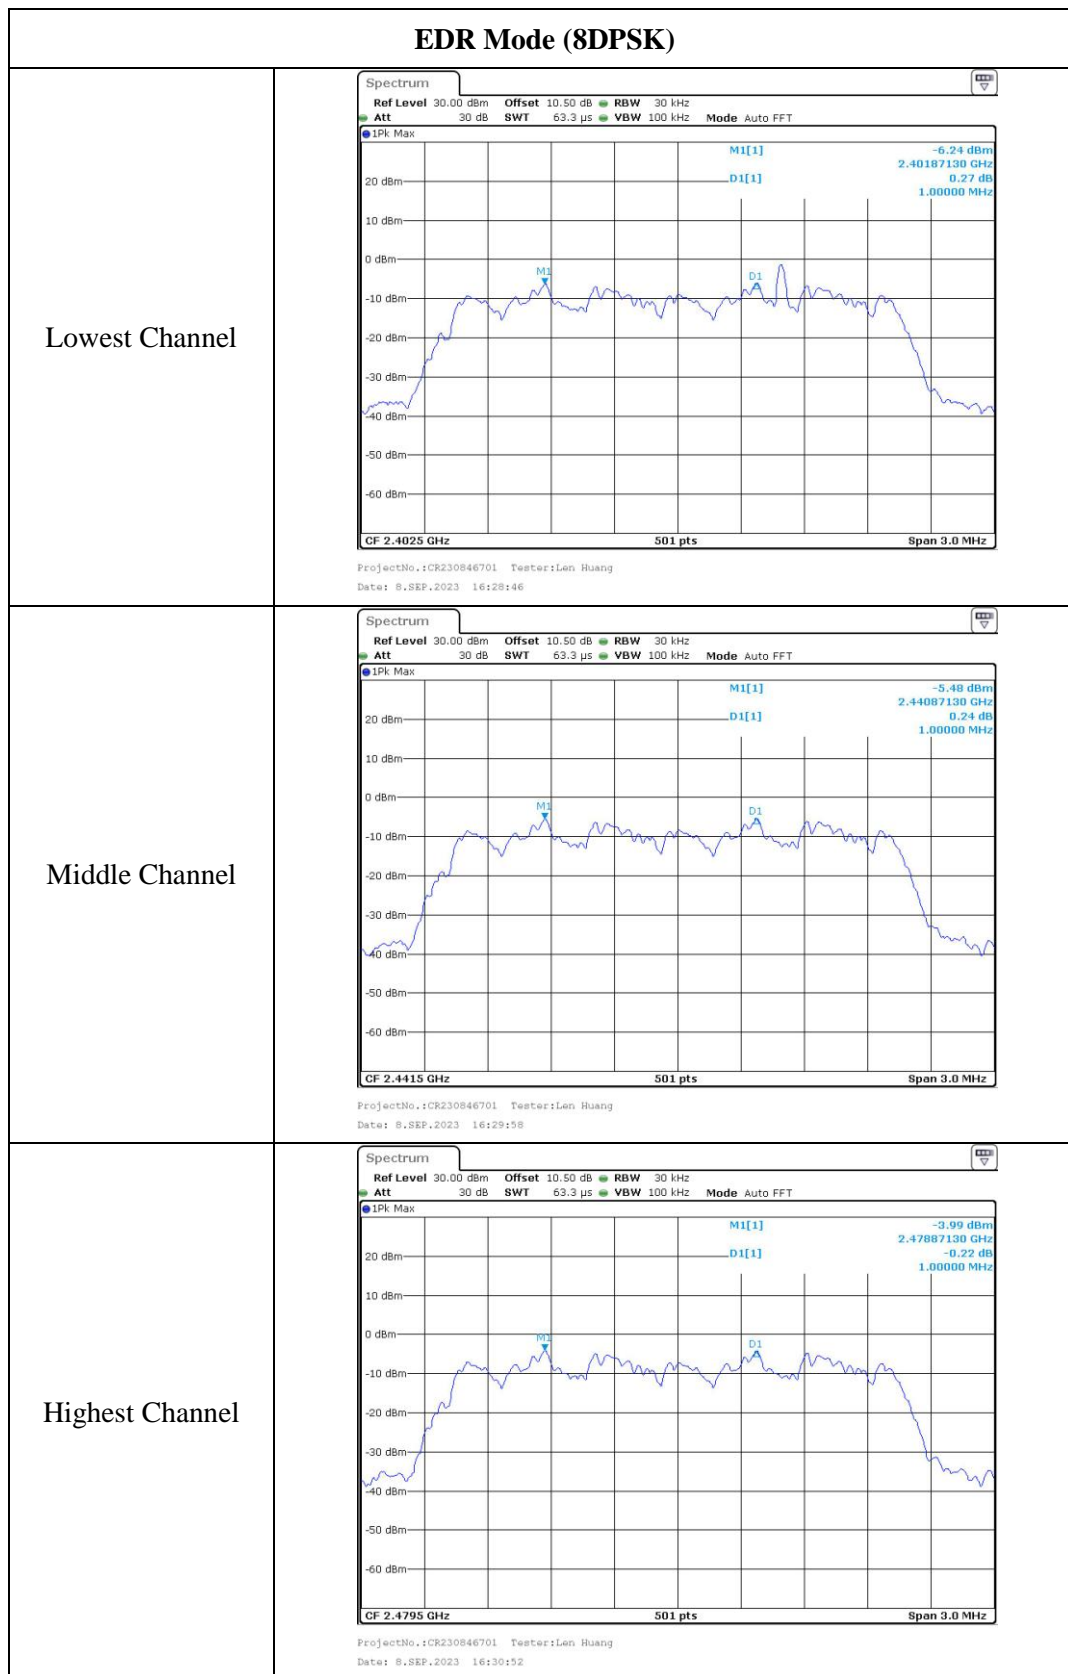 EDR Mode (8DPSK)
Lowest Channel
Spectrum
Ref Level 30.00 dBm Offset 10.50 dB RBW 30 kHz
Att 30 dB SWT 63.3 µs VBW 100 kHz Mode Auto FFT
1Pk Max
M1[1] -6.24 dBm
2.40187130 GHz
D1[1] 0.27 dB
1.00000 MHz
20 dBm
10 dBm
0 dBm
M1
D1
-10 dBm
-20 dBm
-30 dBm
-40 dBm
-50 dBm
-60 dBm
CF 2.4025 GHz 501 pts Span 3.0 MHz
ProjectNo.:CR230846701 Tester:Len Huang
Date: 8.SEP.2023 16:28:46
Middle Channel
Spectrum
Ref Level 30.00 dBm Offset 10.50 dB RBW 30 kHz
Att 30 dB SWT 63.3 µs VBW 100 kHz Mode Auto FFT
1Pk Max
M1[1] -5.48 dBm
2.44087130 GHz
D1[1] 0.24 dB
1.00000 MHz
20 dBm
10 dBm
0 dBm
M1
D1
-10 dBm
-20 dBm
-30 dBm
-40 dBm
-50 dBm
-60 dBm
CF 2.4415 GHz 501 pts Span 3.0 MHz
ProjectNo.:CR230846701 Tester:Len Huang
Date: 8.SEP.2023 16:29:58
Highest Channel
Spectrum
Ref Level 30.00 dBm Offset 10.50 dB RBW 30 kHz
Att 30 dB SWT 63.3 µs VBW 100 kHz Mode Auto FFT
1Pk Max
M1[1] -3.99 dBm
2.47887130 GHz
D1[1] -0.22 dB
1.00000 MHz
20 dBm
10 dBm
0 dBm
M1
D1
-10 dBm
-20 dBm
-30 dBm
-40 dBm
-50 dBm
-60 dBm
CF 2.4795 GHz 501 pts Span 3.0 MHz
ProjectNo.:CR230846701 Tester:Len Huang
Date: 8.SEP.2023 16:30:52